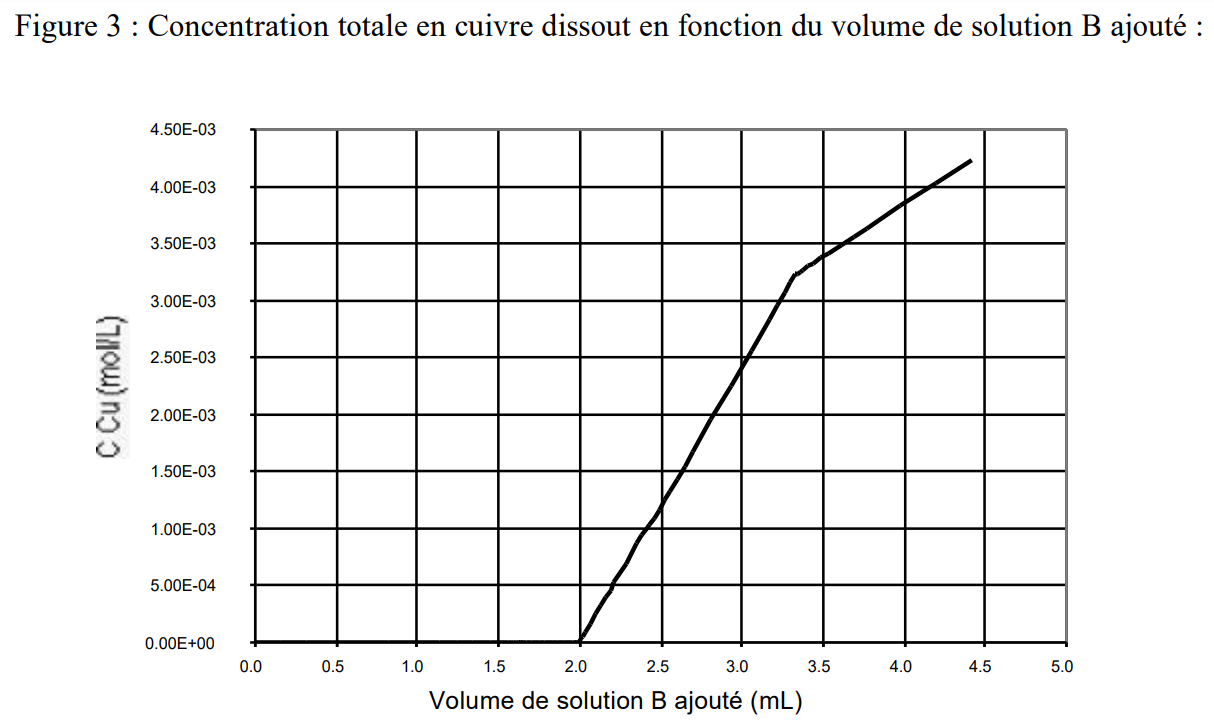 Figure 3 : Concentration totale en cuivre dissout en fonction du volume de solution B ajouté :
4.50E-03
4.00E-03
3.50E-03
3.00E-03
2.50E-03
2.00E-03
1.50E-03
1.00E-03
5.00E-04
0.00E+00
C Cu (mol/L)
0.0 0.5 1.0 1.5 2.0 2.5 3.0 3.5 4.0 4.5 5.0
Volume de solution B ajouté (mL)